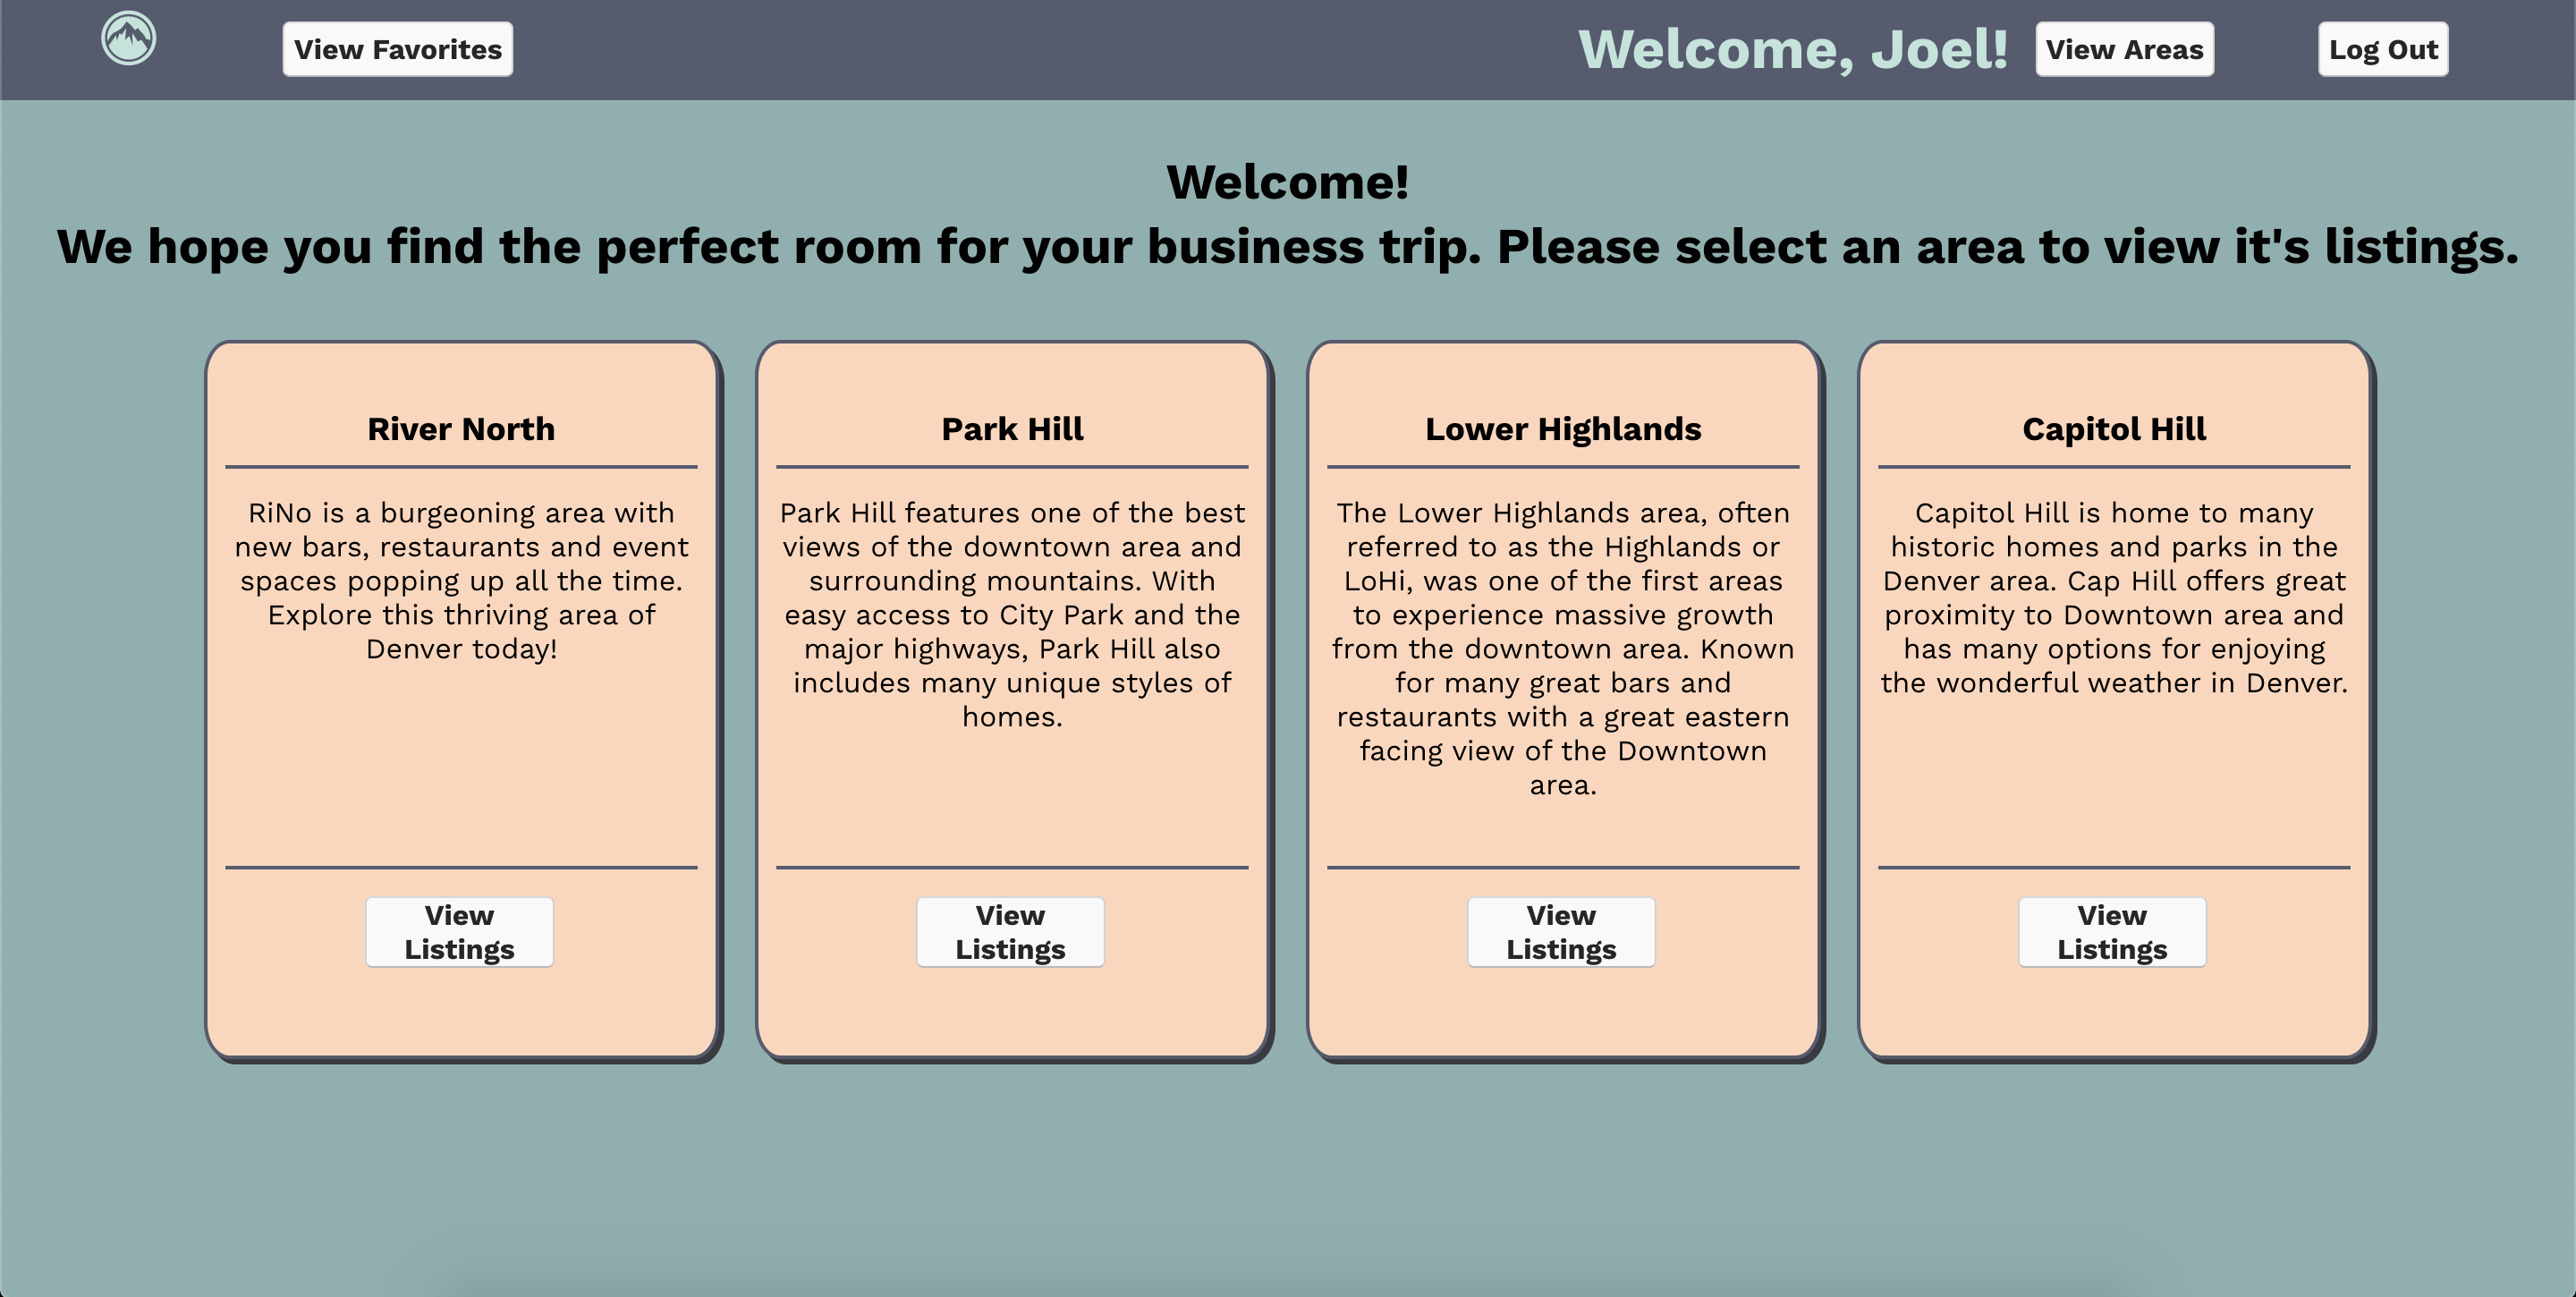 View Favorites
Welcome, Joel!
View Areas
Log Out
Welcome!
We hope you find the perfect room for your business trip. Please select an area to view it's listings.
River North
RiNo is a burgeoning area with
new bars, restaurants and event
spaces popping up all the time.
Explore this thriving area of
Denver today!
View
Listings
Park Hill
Park Hill features one of the best
views of the downtown area and
surrounding mountains. With
easy access to City Park and the
major highways, Park Hill also
includes many unique styles of
homes.
View
Listings
Lower Highlands
The Lower Highlands area, often
referred to as the Highlands or
LoHi, was one of the first areas
to experience massive growth
from the downtown area. Known
for many great bars and
restaurants with a great eastern
facing view of the Downtown
area.
View
Listings
Capitol Hill
Capitol Hill is home to many
historic homes and parks in the
Denver area. Cap Hill offers great
proximity to Downtown area and
has many options for enjoying
the wonderful weather in Denver.
View
Listings